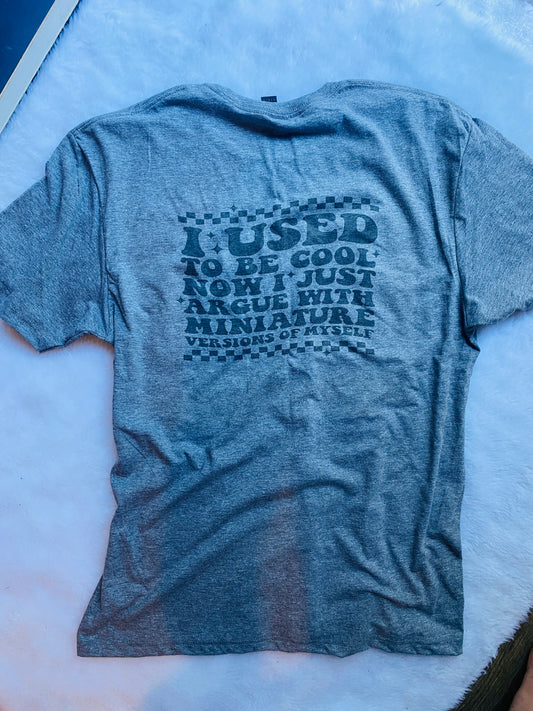 I USED
TO BE COOL
NOW I JUST
ARGUE WITH
MINIATURE
VERSIONS OF MYSELF